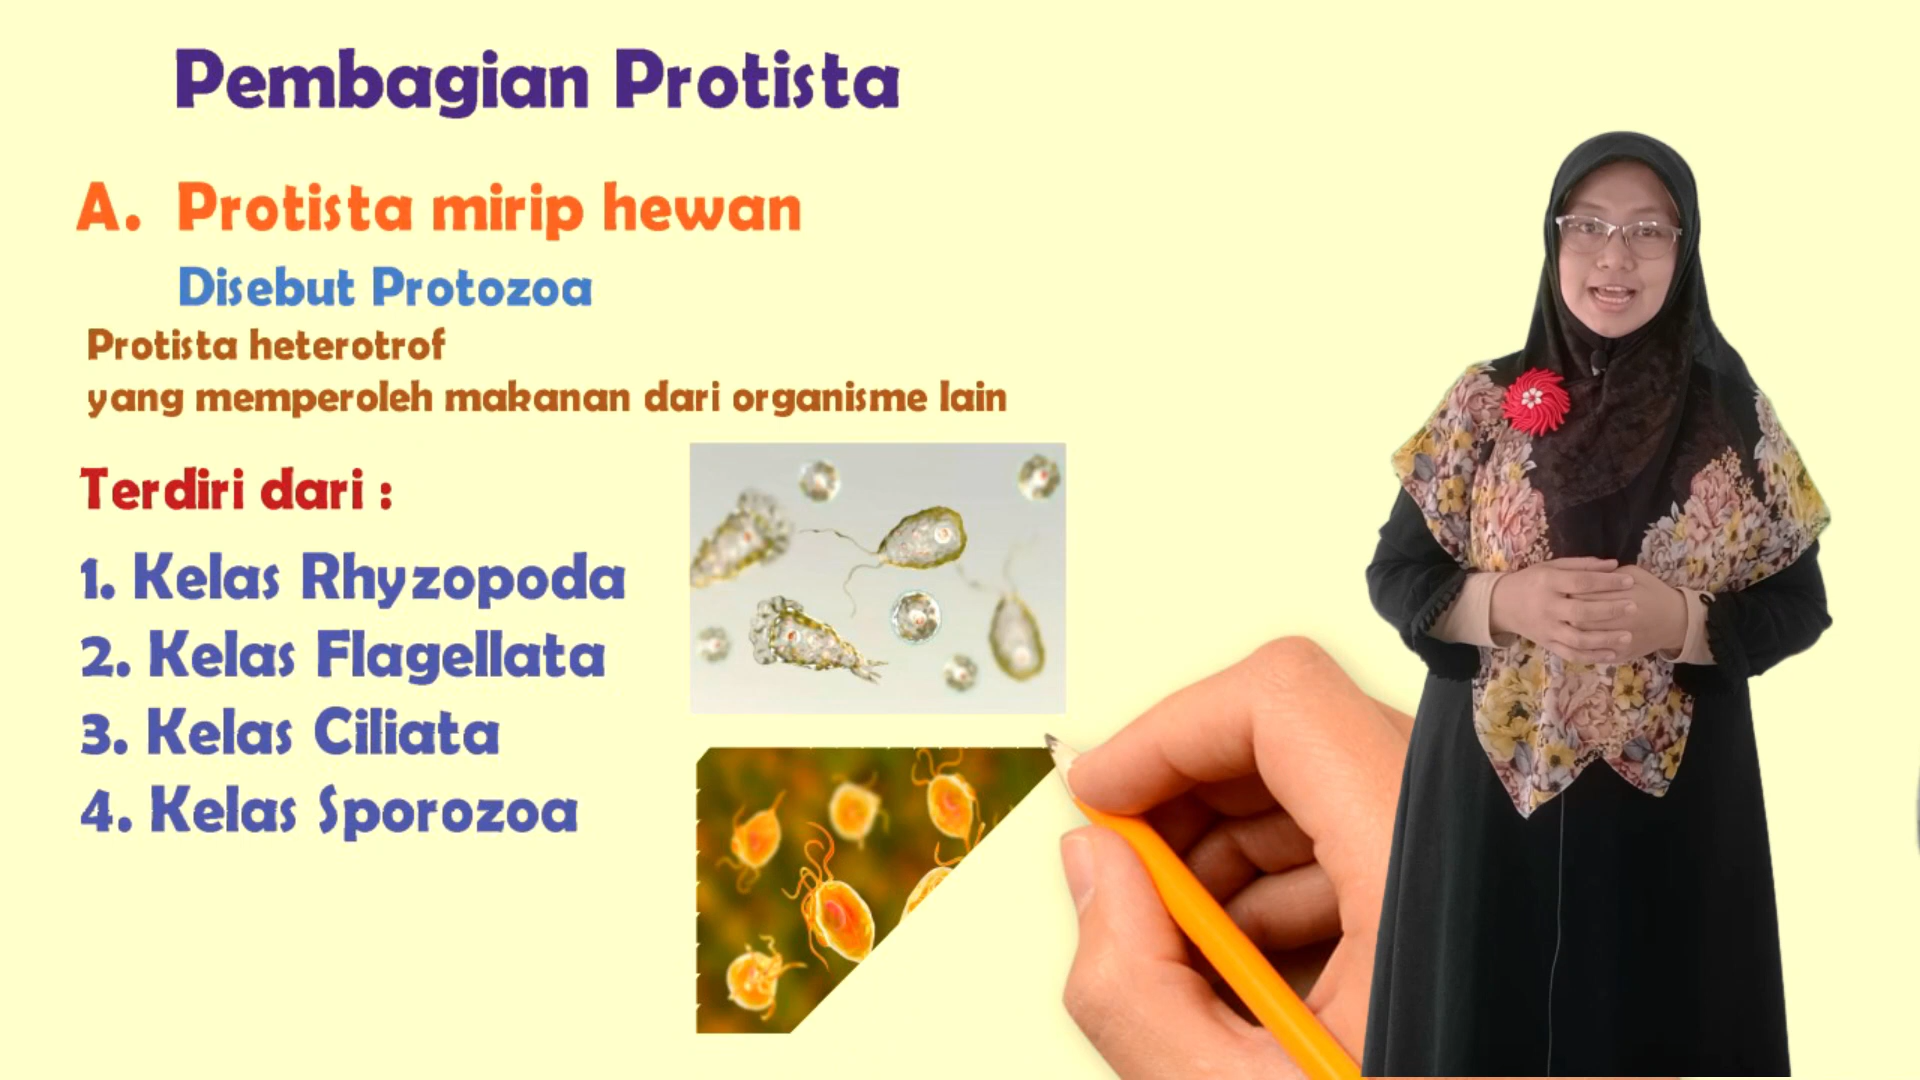 Pembagian Protista
A. Protista mirip hewan
Disebut Protozoa
Protista heterotrof
yang memperoleh makanan dari organisme lain
Terdiri dari :
1. Kelas Rhyzopoda
2. Kelas Flagellata
3. Kelas Ciliata
4. Kelas Sporozoa